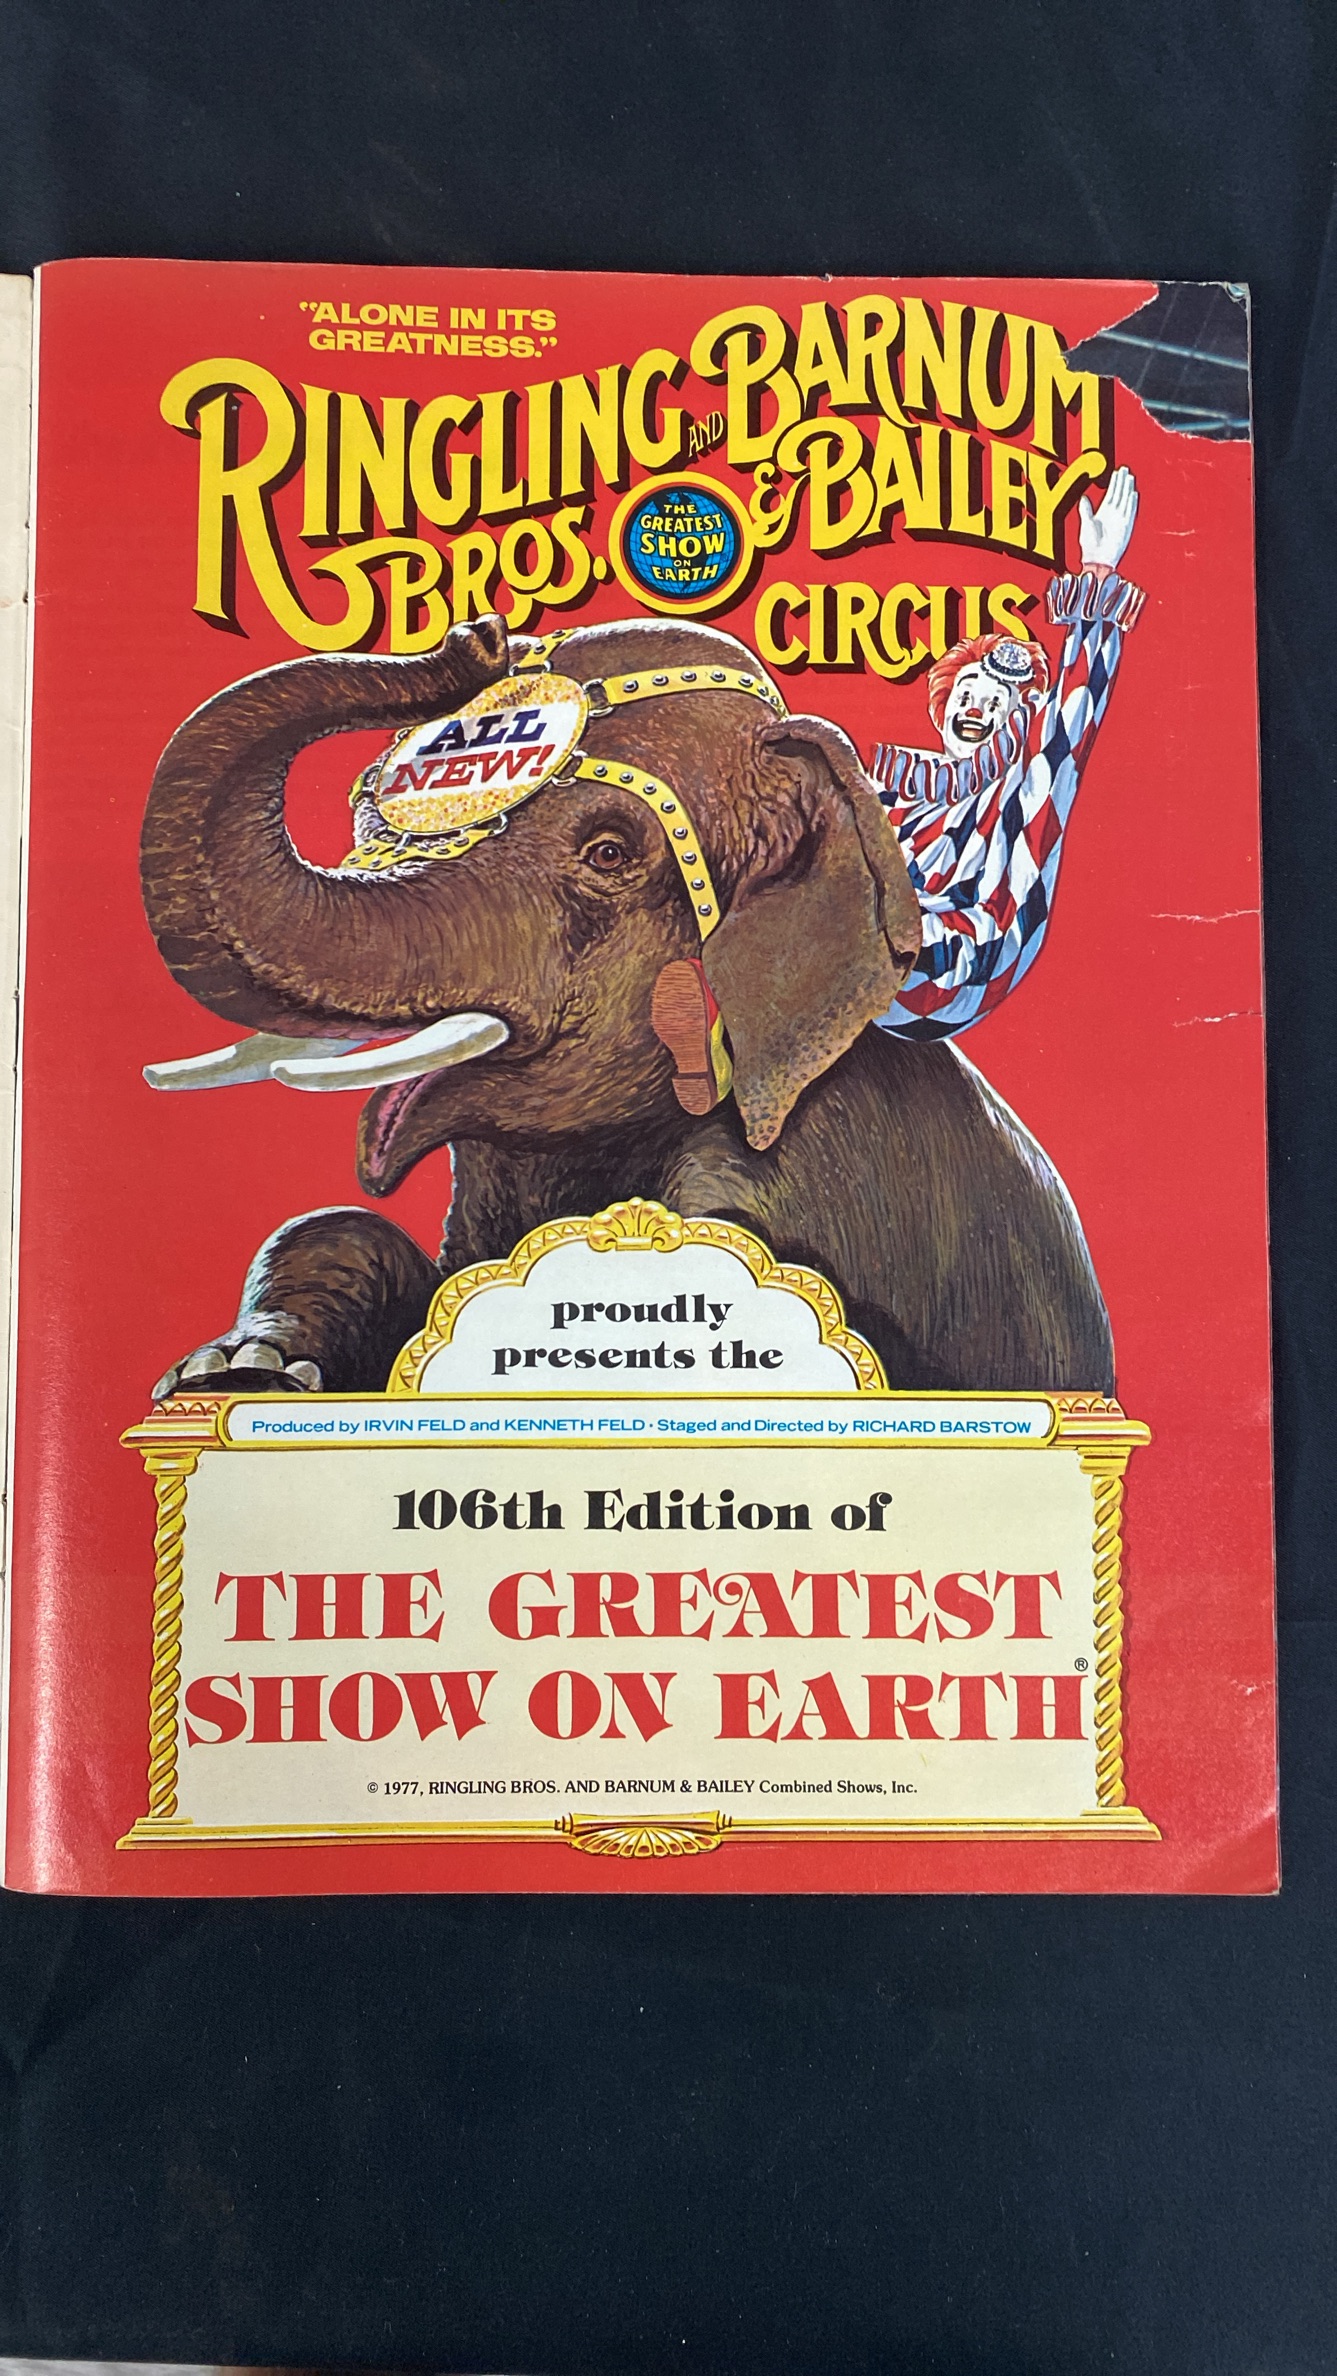 “ALONE IN ITS
GREATNESS.”
RINGLING AND BARNUM
BROS. & BAILEY
CIRCUS
THE
GREATEST
SHOW
ON
EARTH
ALL
NEW!
proudly
presents the
Produced by IRVIN FELD and KENNETH FELD • Staged and Directed by RICHARD BARSTOW
106th Edition of
THE GREATEST
SHOW ON EARTH®
© 1977, RINGLING BROS. AND BARNUM & BAILEY Combined Shows, Inc.